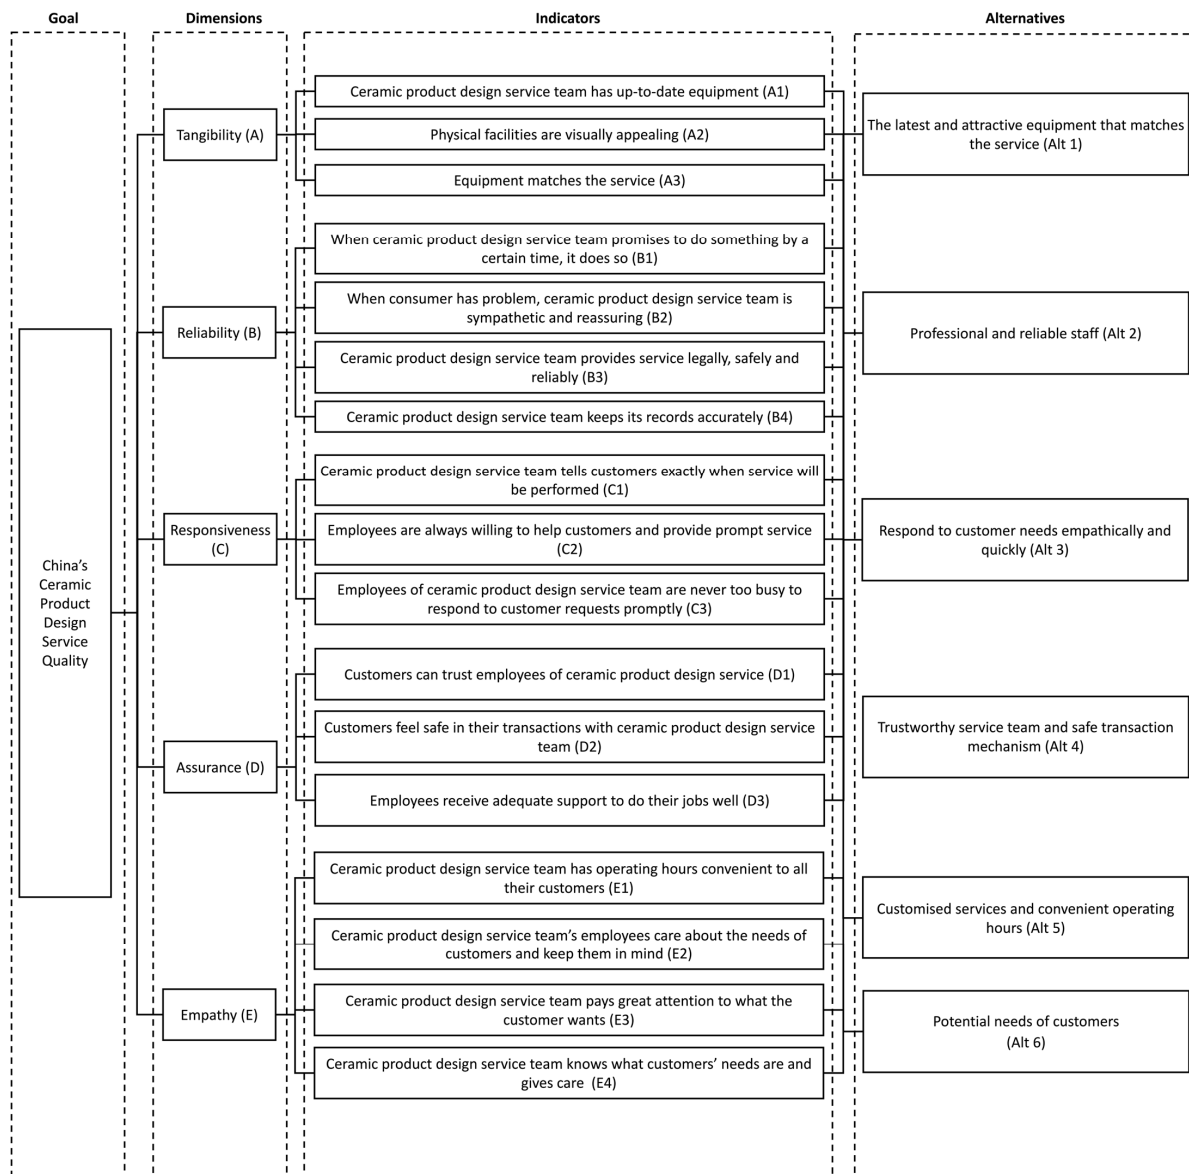 Goal
Dimensions
Indicators
Alternatives
China's
Ceramic
Product
Design
Service
Quality
Tangibility (A)
Reliability (B)
Responsiveness
(C)
Assurance (D)
Empathy (E)
Ceramic product design service team has up-to-date equipment (A1)
Physical facilities are visually appealing (A2)
Equipment matches the service (A3)
When ceramic product design service team promises to do something by a
certain time, it does so (B1)
When consumer has problem, ceramic product design service team is
sympathetic and reassuring (B2)
Ceramic product design service team provides service legally, safely and
reliably (B3)
Ceramic product design service team keeps its records accurately (B4)
Ceramic product design service team tells customers exactly when service will
be performed (C1)
Employees are always willing to help customers and provide prompt service
(C2)
Employees of ceramic product design service team are never too busy to
respond to customer requests promptly (C3)
Customers can trust employees of ceramic product design service (D1)
Customers feel safe in their transactions with ceramic product design service
team (D2)
Employees receive adequate support to do their jobs well (D3)
Ceramic product design service team has operating hours convenient to all
their customers (E1)
Ceramic product design service team's employees care about the needs of
customers and keep them in mind (E2)
Ceramic product design service team pays great attention to what the
customer wants (E3)
Ceramic product design service team knows what customers' needs are and
gives care (E4)
The latest and attractive equipment that matches
the service (Alt 1)
Professional and reliable staff (Alt 2)
Respond to customer needs empathically and
quickly (Alt 3)
Trustworthy service team and safe transaction
mechanism (Alt 4)
Customised services and convenient operating
hours (Alt 5)
Potential needs of customers
(Alt 6)